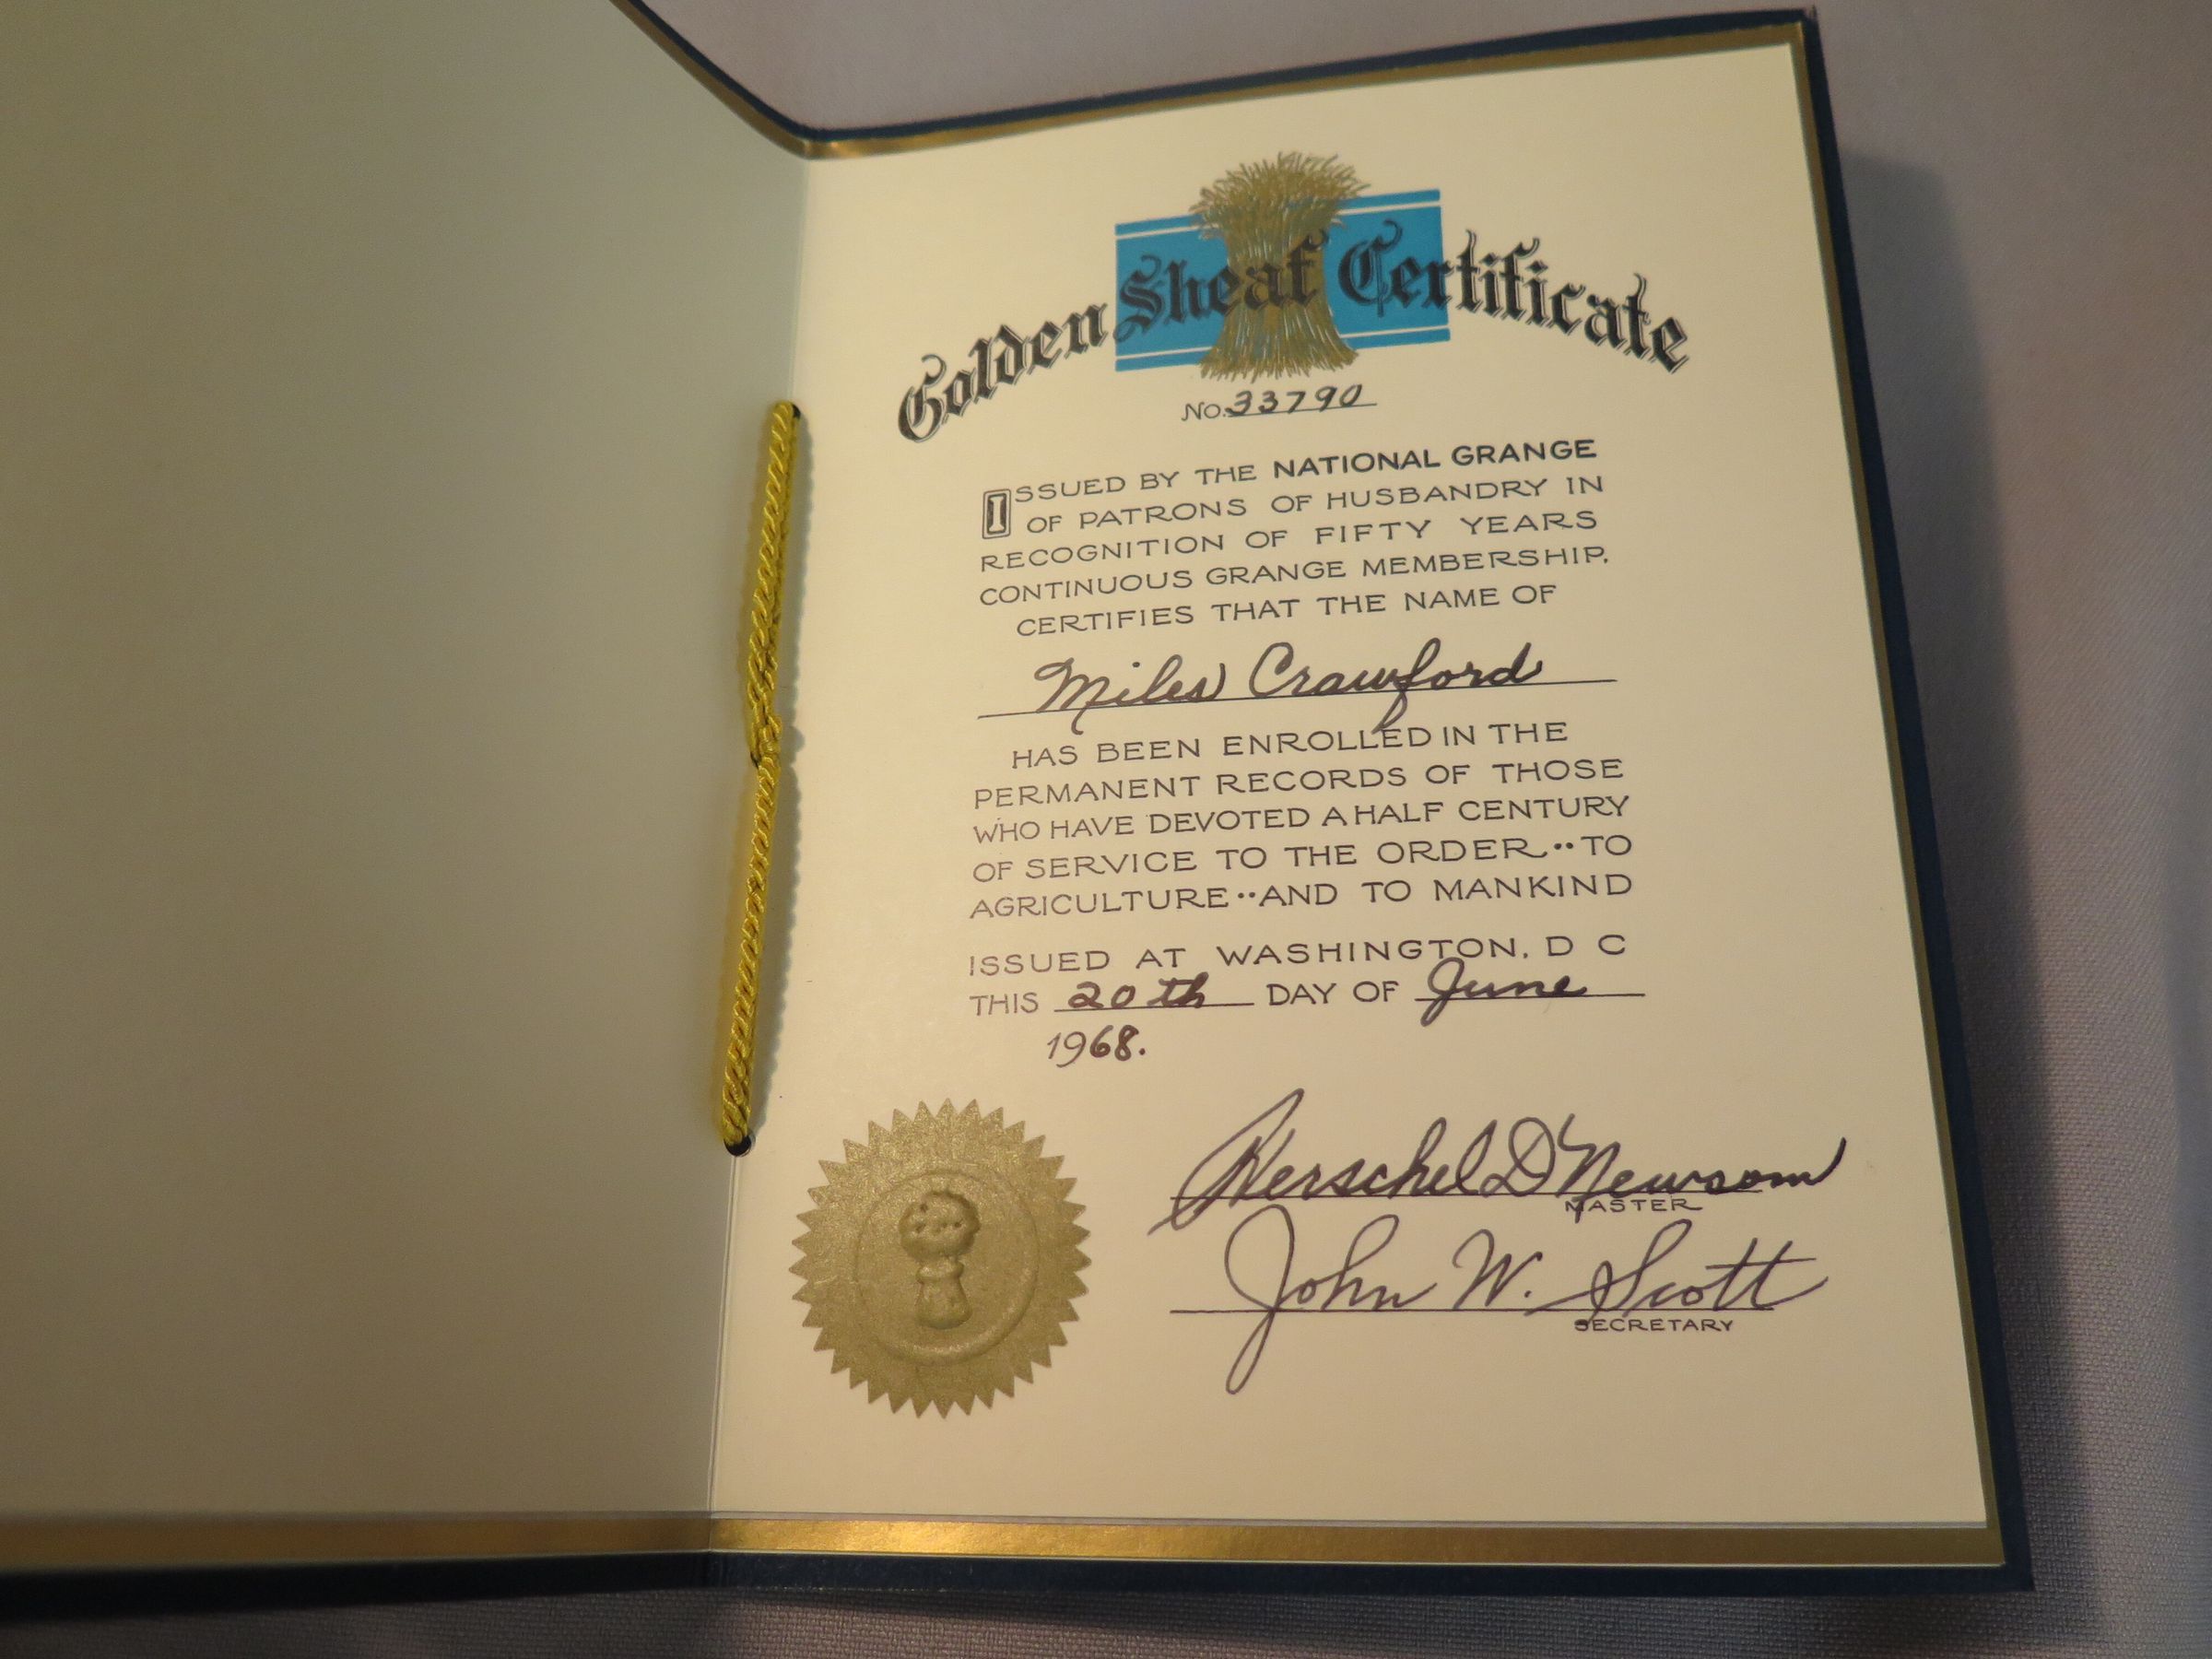 Golden Sheaf Certificate
No. 33790
ISSUED BY THE NATIONAL GRANGE
OF PATRONS OF HUSBANDRY IN
RECOGNITION OF FIFTY YEARS
CONTINUOUS GRANGE MEMBERSHIP.
CERTIFIES THAT THE NAME OF
Miles Crawford
HAS BEEN ENROLLED IN THE
PERMANENT RECORDS OF THOSE
WHO HAVE DEVOTED A HALF CENTURY
OF SERVICE TO THE ORDER··TO
AGRICULTURE··AND TO MANKIND
ISSUED AT WASHINGTON, D C
THIS 20th DAY OF June
1968.
Herschel D Newsom
MASTER
John W. Scott
SECRETARY